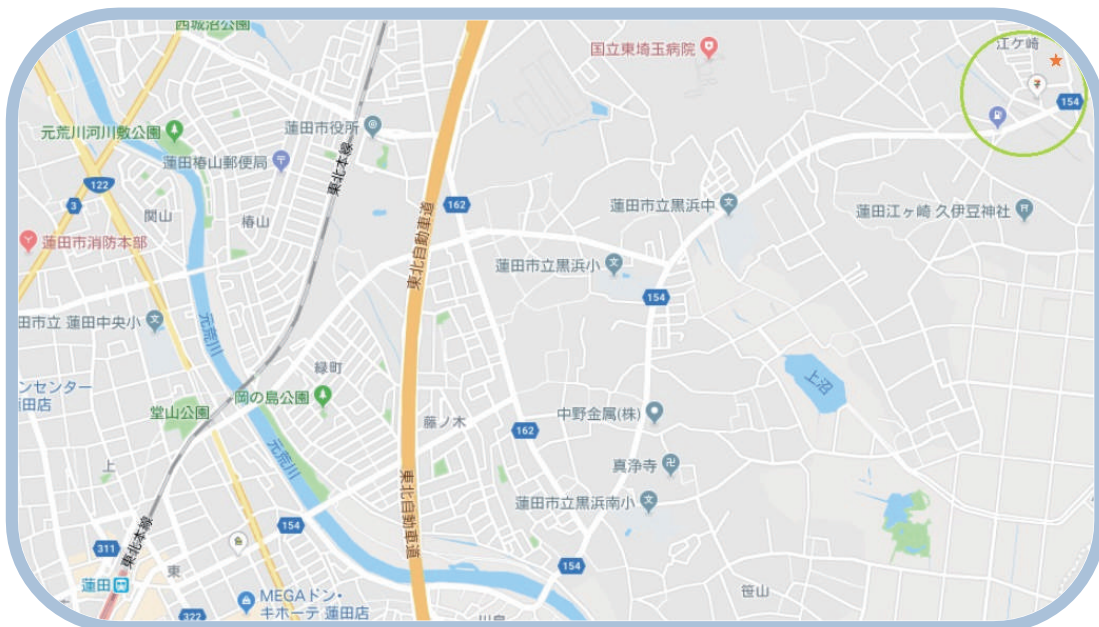 西城沼公園
国立東埼玉病院
江ケ崎
154
元荒川河川敷公園
蓮田市役所
蓮田椿山郵便局
東北本線
122
3
関山
椿山
162
東北自動車道
蓮田市立黒浜中
蓮田江ヶ崎 久伊豆神社
蓮田市消防本部
蓮田市立黒浜小
154
田市立 蓮田中央小
元荒川
緑町
上沼
ンセンター
蓮田店
岡の島公園
堂山公園
藤ノ木
162
中野金属(株)
元荒川
上
真浄寺
東北自動車道
蓮田市立黒浜南小
154
東北本線
311
東
154
蓮田
MEGAドン・
キホーテ 蓮田店
322
笹山